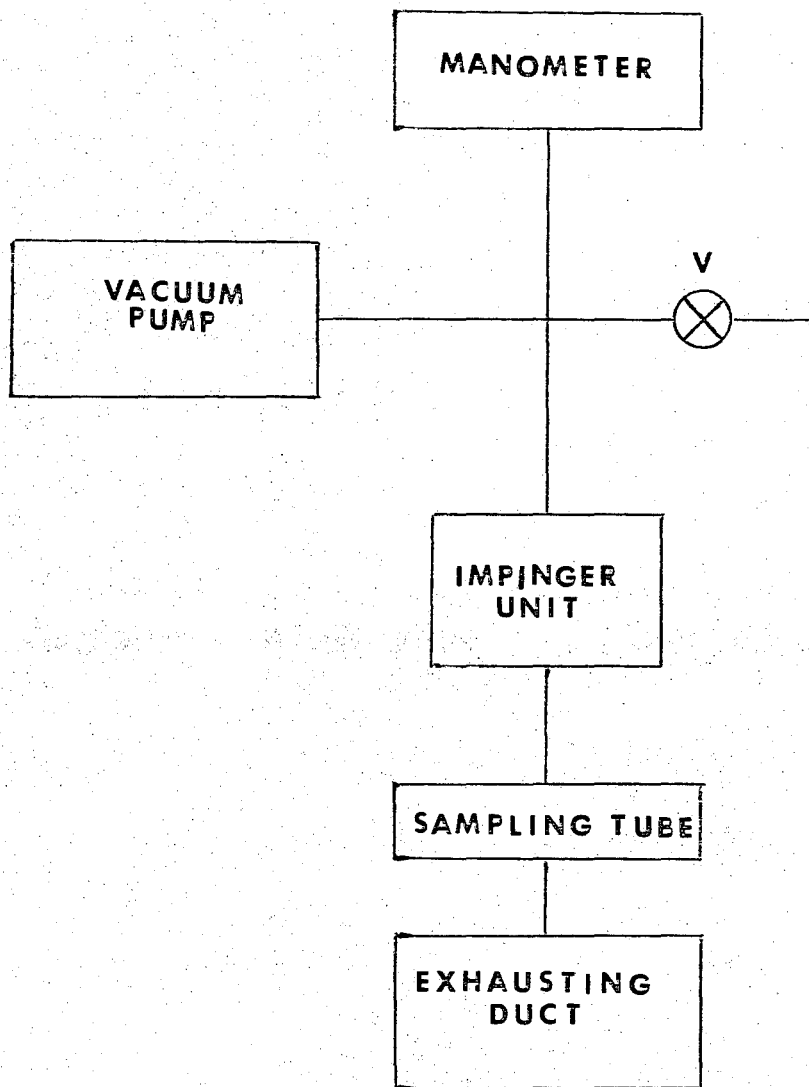 MANOMETER
VACUUM
PUMP
V
IMPINGER
UNIT
SAMPLING TUBE
EXHAUSTING
DUCT